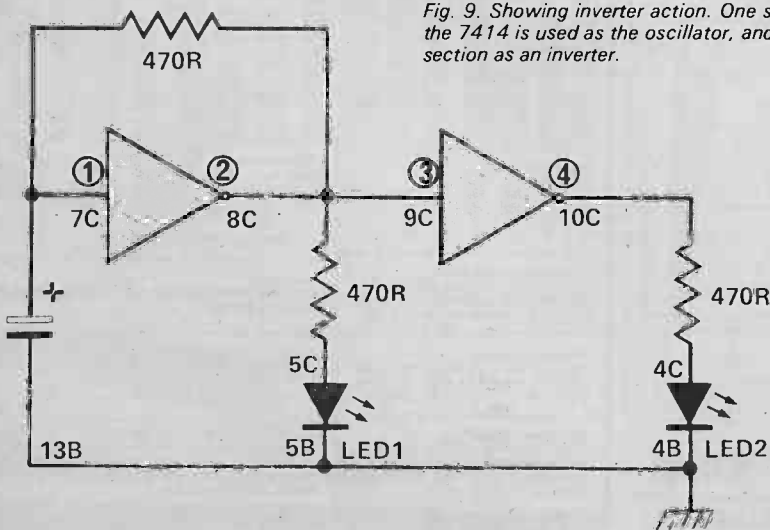 Fig. 9. Showing inverter action. One s
the 7414 is used as the oscillator, and
section as an inverter.
470R
① ② ③ ④
7C 8C 9C 10C
+
470R 470R
5C 4C
13B 5B LED1 4B LED2